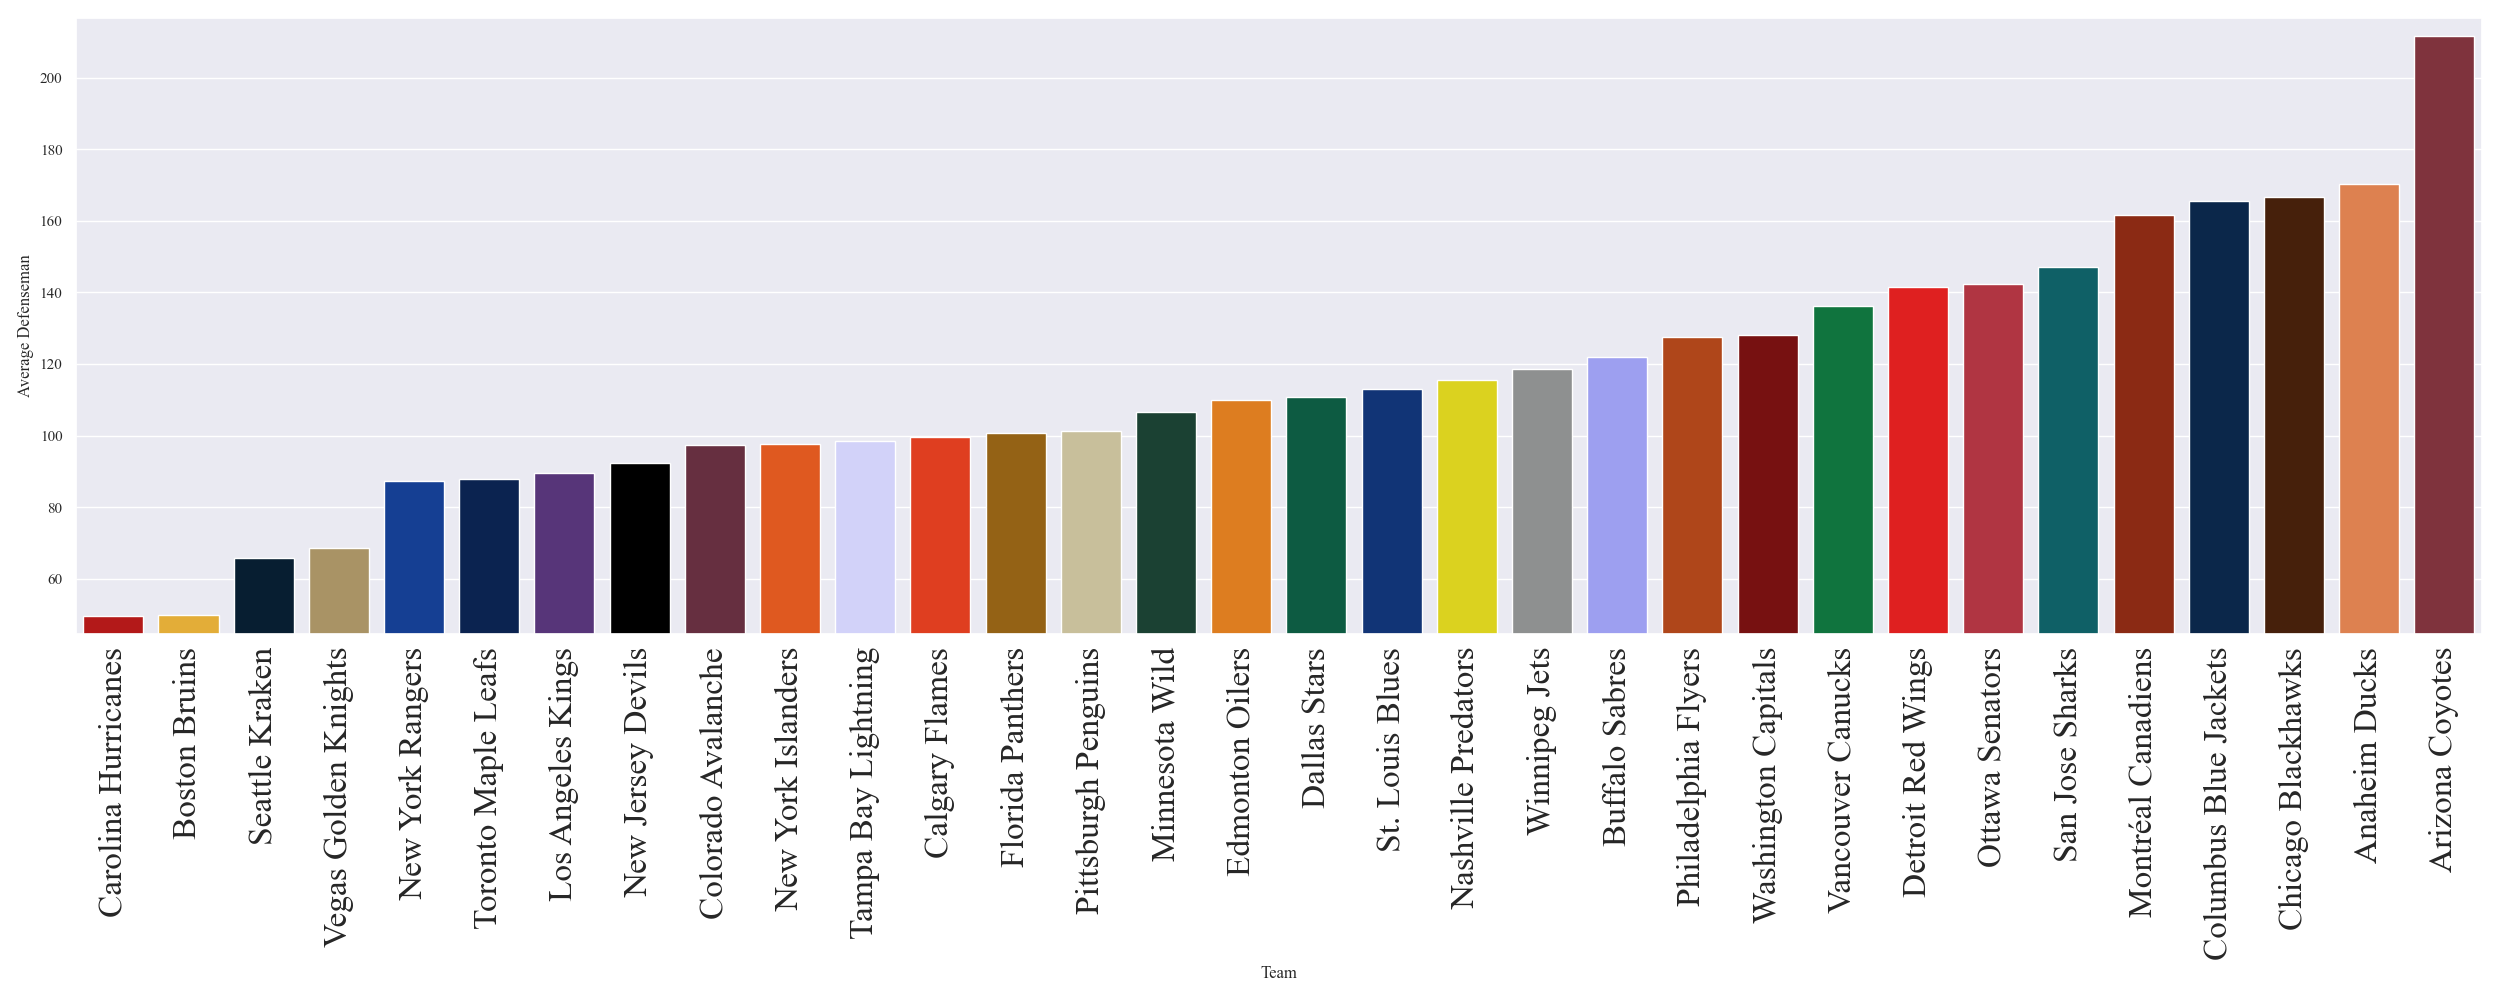 200
180
160
140
120
100
80
60
Average Defenseman
Carolina Hurricanes
Boston Bruins
Seattle Kraken
Vegas Golden Knights
New York Rangers
Toronto Maple Leafs
Los Angeles Kings
New Jersey Devils
Colorado Avalanche
New York Islanders
Tampa Bay Lightning
Calgary Flames
Florida Panthers
Pittsburgh Penguins
Minnesota Wild
Edmonton Oilers
Dallas Stars
St. Louis Blues
Nashville Predators
Winnipeg Jets
Buffalo Sabres
Philadelphia Flyers
Washington Capitals
Vancouver Canucks
Detroit Red Wings
Ottawa Senators
San Jose Sharks
Montréal Canadiens
Columbus Blue Jackets
Chicago Blackhawks
Anaheim Ducks
Arizona Coyotes
Team